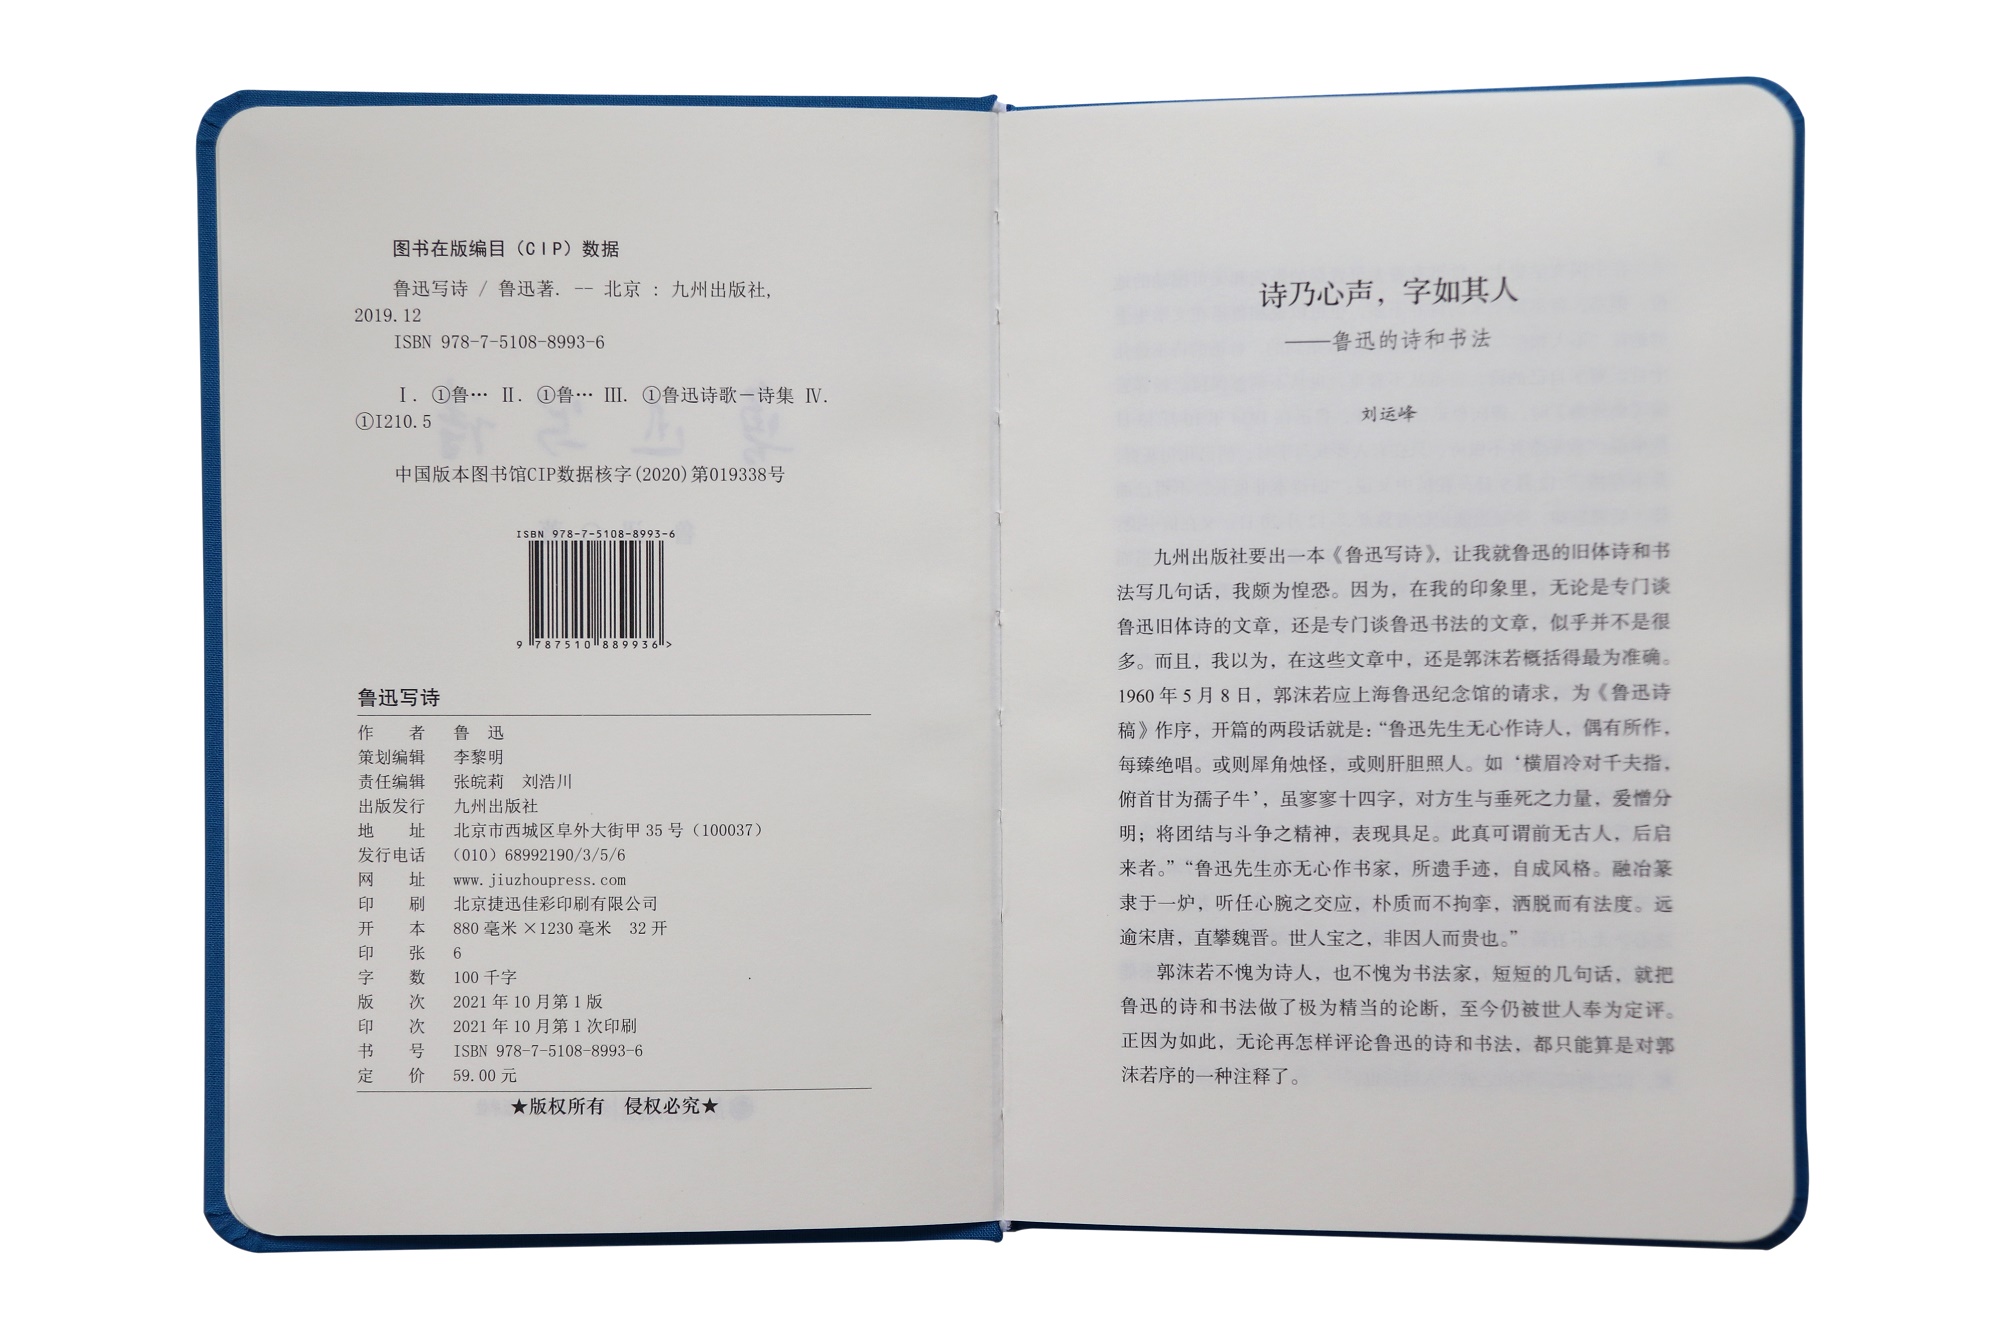 图书在版编目（CIP）数据
鲁迅写诗 / 鲁迅著. -- 北京 : 九州出版社,
2019.12
ISBN 978-7-5108-8993-6
Ⅰ. ①鲁… Ⅱ. ①鲁… Ⅲ. ①鲁迅诗歌－诗集 Ⅳ.
①I210.5
中国版本图书馆CIP数据核字(2020)第019338号
ISBN 978-7-5108-8993-6
9 787510 889936 >
鲁迅写诗
作　　者　鲁　迅
策划编辑　李黎明
责任编辑　张皖莉　刘浩川
出版发行　九州出版社
地　　址　北京市西城区阜外大街甲 35 号（100037）
发行电话　（010）68992190/3/5/6
网　　址　www.jiuzhoupress.com
印　　刷　北京捷迅佳彩印刷有限公司
开　　本　880 毫米 ×1230 毫米　32 开
印　　张　6
字　　数　100 千字
版　　次　2021 年 10 月第 1 版
印　　次　2021 年 10 月第 1 次印刷
书　　号　ISBN 978-7-5108-8993-6
定　　价　59.00 元
★版权所有　侵权必究★
诗乃心声，字如其人
——鲁迅的诗和书法
刘运峰
九州出版社要出一本《鲁迅写诗》，让我就鲁迅的旧体诗和书
法写几句话，我颇为惶恐。因为，在我的印象里，无论是专门谈
鲁迅旧体诗的文章，还是专门谈鲁迅书法的文章，似乎并不是很
多。而且，我以为，在这些文章中，还是郭沫若概括得最为准确。
1960 年 5 月 8 日，郭沫若应上海鲁迅纪念馆的请求，为《鲁迅诗
稿》作序，开篇的两段话就是：“鲁迅先生无心作诗人，偶有所作，
每臻绝唱。或则犀角烛怪，或则肝胆照人。如‘横眉冷对千夫指，
俯首甘为孺子牛’，虽寥寥十四字，对方生与垂死之力量，爱憎分
明；将团结与斗争之精神，表现具足。此真可谓前无古人，后启
来者。”“鲁迅先生亦无心作书家，所遗手迹，自成风格。融冶篆
隶于一炉，听任心腕之交应，朴质而不拘挛，洒脱而有法度。远
逾宋唐，直攀魏晋。世人宝之，非因人而贵也。”
郭沫若不愧为诗人，也不愧为书法家，短短的几句话，就把
鲁迅的诗和书法做了极为精当的论断，至今仍被世人奉为定评。
正因为如此，无论再怎样评论鲁迅的诗和书法，都只能算是对郭
沫若序的一种注释了。